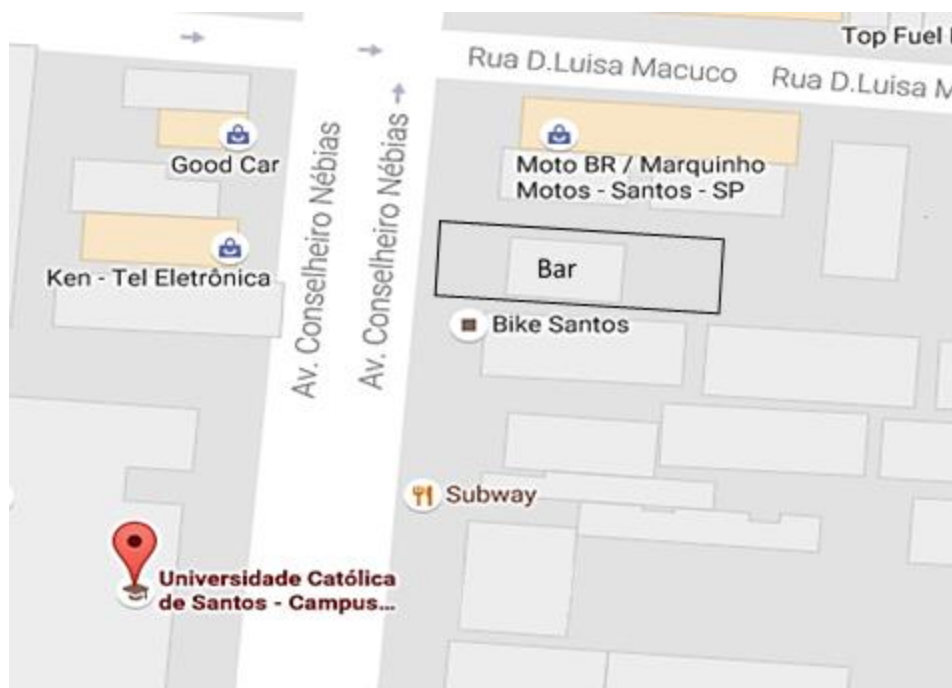 Top Fuel
Rua D.Luisa Macuco
Rua D.Luisa M
Good Car
Moto BR / Marquinho
Motos - Santos - SP
Av. Conselheiro Nébias
Av. Conselheiro Nébias
Ken - Tel Eletrônica
Bar
Bike Santos
Subway
Universidade Católica
de Santos - Campus...